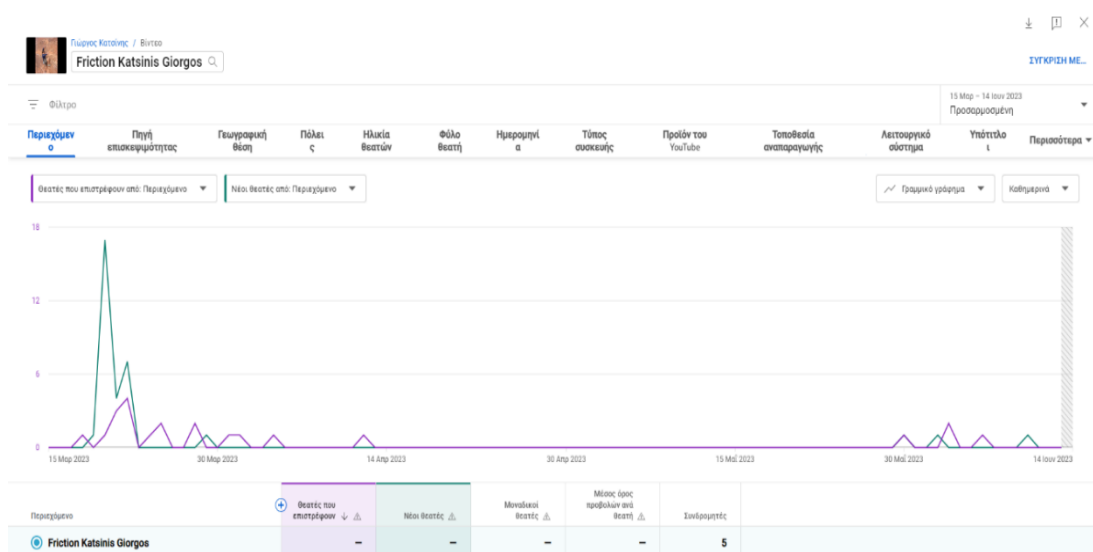 Γιώργος Κατσίνης / Βίντεο
Friction Katsinis Giorgos
ΣΥΓΚΡΙΣΗ ΜΕ...
Φίλτρο
15 Μαρ – 14 Ιουν 2023
Προσαρμοσμένη
Περιεχόμεν
ο
Πηγή
επισκεψιμότητας
Γεωγραφική
θέση
Πόλει
ς
Ηλικία
θεατών
Φύλο
θεατή
Ημερομηνί
α
Τύπος
συσκευής
Προϊόν του
YouTube
Τοποθεσία
αναπαραγωγής
Λειτουργικό
σύστημα
Υπότιτλο
ι
Περισσότερα
Θεατές που επιστρέφουν από: Περιεχόμενο
Νέοι θεατές από: Περιεχόμενο
Γραμμικό γράφημα
Καθημερινά
18
12
6
0
15 Μαρ 2023
30 Μαρ 2023
14 Απρ 2023
30 Απρ 2023
15 Μαΐ 2023
30 Μαΐ 2023
14 Ιουν 2023
Περιεχόμενο
Θεατές που
επιστρέφουν
Νέοι θεατές
Μοναδικοί
θεατές
Μέσος όρος
προβολών ανά
θεατή
Συνδρομητές
Friction Katsinis Giorgos
–
–
–
–
5